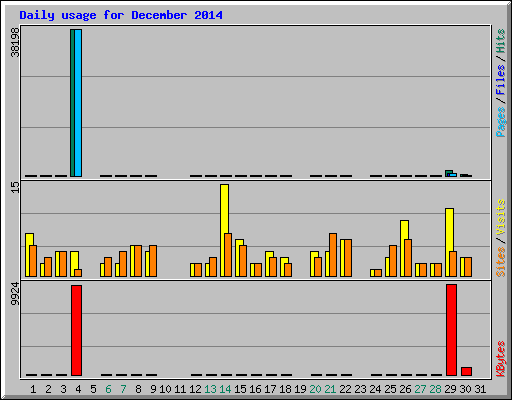 Daily usage for December 2014
38198
15
9924
Pages / Files / Hits
Sites / Visits
KBytes
1 2 3 4 5 6 7 8 9 10 11 12 13 14 15 16 17 18 19 20 21 22 23 24 25 26 27 28 29 30 31